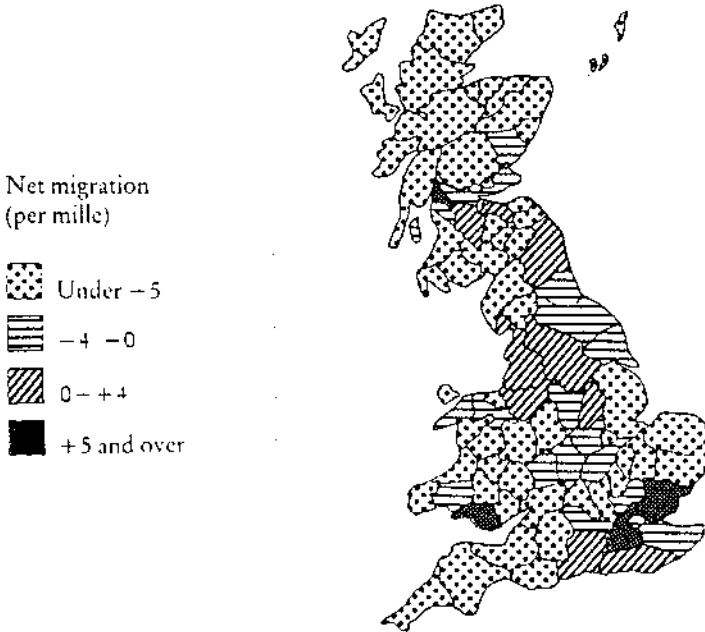 Net migration
(per mille)
Under −5
−4 −0
0− +4
+5 and over